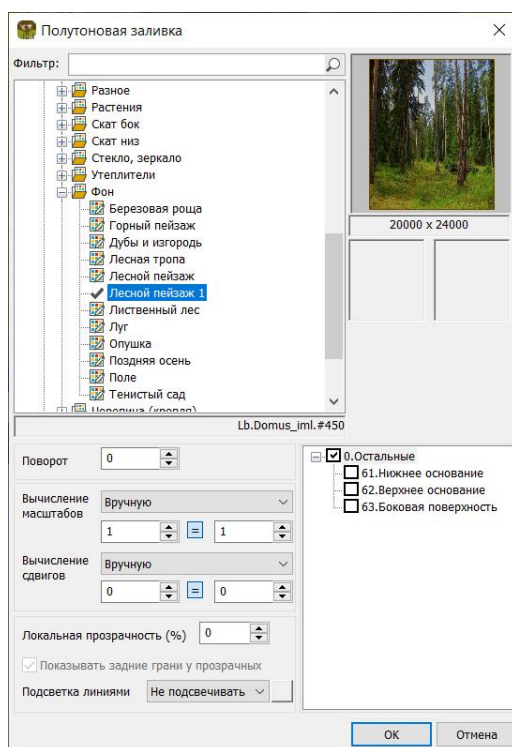 Полутоновая заливка
Фильтр:
Разное
Растения
Скат бок
Скат низ
Стекло, зеркало
Утеплители
Фон
Березовая роща
Горный пейзаж
Дубы и изгородь
Лесная тропа
Лесной пейзаж
Лесной пейзаж 1
Лиственный лес
Луг
Опушка
Поздняя осень
Поле
Тенистый сад
Черепица (кровля)
Lb.Domus_iml.#450
20000 x 24000
Поворот
0
Вычисление масштабов
Вручную
1 = 1
Вычисление сдвигов
Вручную
0 = 0
Локальная прозрачность (%) 0
Показывать задние грани у прозрачных
Подсветка линиями Не подсвечивать
0.Остальные
61.Нижнее основание
62.Верхнее основание
63.Боковая поверхность
ОК
Отмена